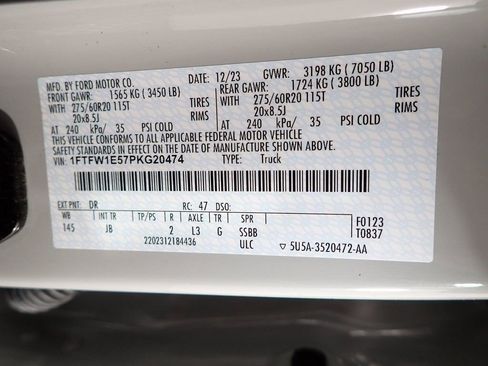 MFD. BY FORD MOTOR CO. 12/23 GVWR: 3198 KG ( 7050 LB)
FRONT GAWR: 1565 KG ( 3450 LB) REAR GAWR: 1724 KG ( 3800 LB)
WITH 275/60R20 115T TIRES WITH 275/60R20 115T TIRES
20x8.5J RIMS 20x8.5J RIMS
AT 240 kPa/ 35 PSI COLD AT 240 kPa/ 35 PSI COLD
THIS VEHICLE CONFORMS TO ALL APPLICABLE FEDERAL MOTOR VEHICLE
SAFETY STANDARDS IN EFFECT ON THE DATE OF MANUFACTURE SHOWN ABOVE.
VIN: 1FTFW1E57PKG20474 TYPE: Truck
EXT PNT: DR RC: 47 DSO: F0123
WB INT TR TP/PS R AXLE TR SPR T0837
145 JB 2 L3 G SSBB
2202312184436 ULC ▽ 5U5A-3520472-AA